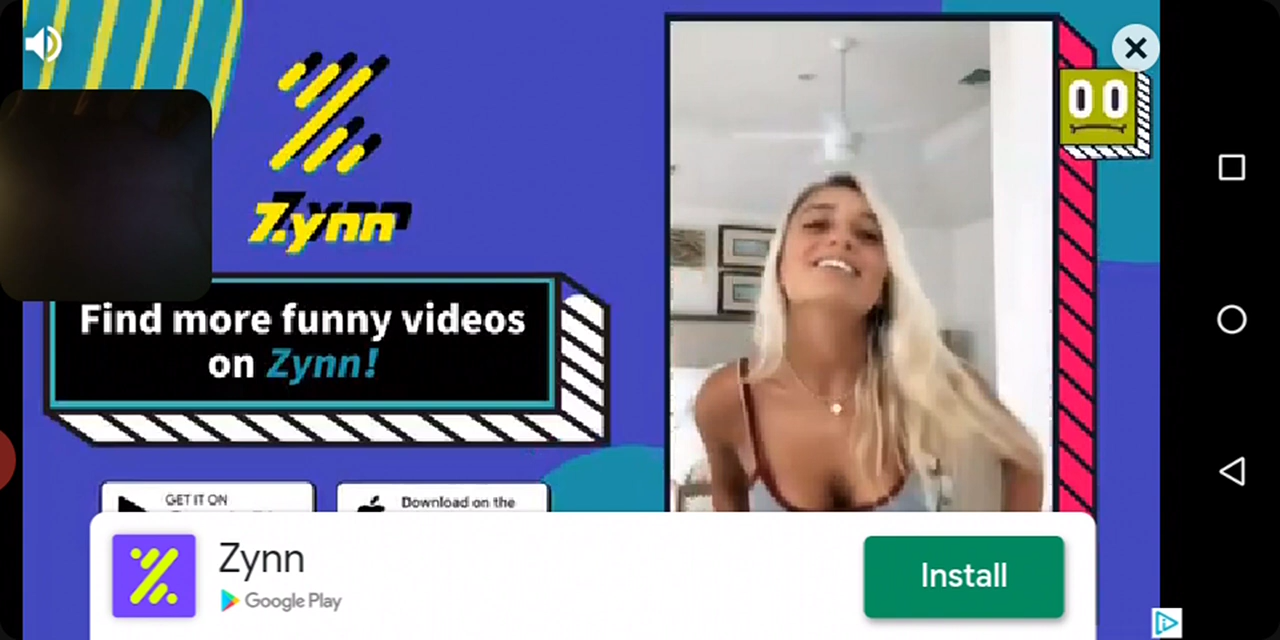 Zynn
Find more funny videos
on Zynn!
GET IT ON
Download on the
Zynn
Google Play
Install